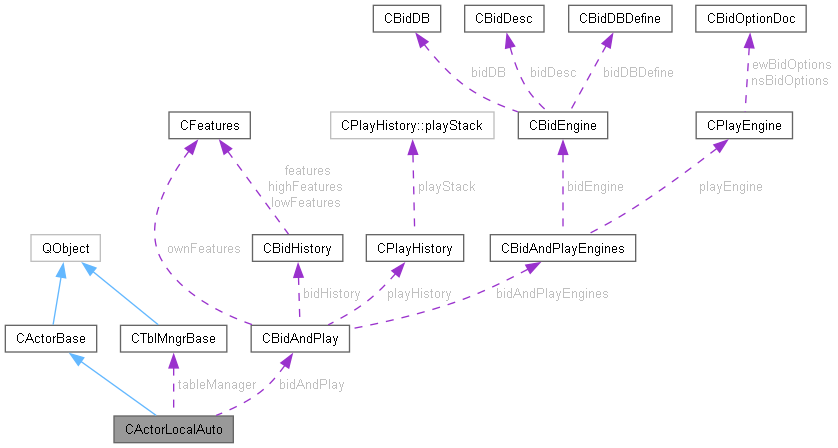 CBidDB
CBidDesc
CBidDBDefine
CBidOptionDoc
bidDB
bidDesc
bidDBDefine
ewBidOptions
nsBidOptions
CFeatures
CPlayHistory::playStack
CBidEngine
CPlayEngine
features
highFeatures
lowFeatures
playStack
bidEngine
playEngine
QObject
ownFeatures
CBidHistory
CPlayHistory
CBidAndPlayEngines
bidHistory
playHistory
bidAndPlayEngines
CActorBase
CTblMngrBase
CBidAndPlay
tableManager
bidAndPlay
CActorLocalAuto